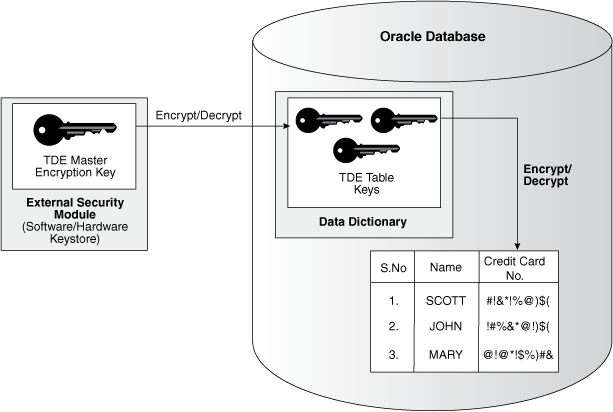 Oracle Database
TDE Master
Encryption Key
External Security
Module
(Software/Hardware
Keystore)
Encrypt/Decrypt
TDE Table
Keys
Data Dictionary
Encrypt/
Decrypt
S.No Name Credit Card
No.
1. SCOTT #!&*!%@)$(
2. JOHN !#%&*@!)$(
3. MARY @!@*!$%)#&